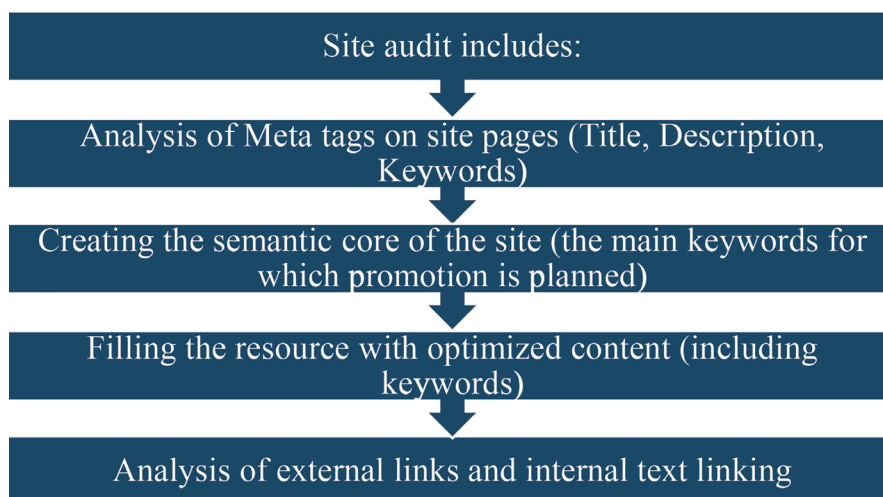 Site audit includes:
Analysis of Meta tags on site pages (Title, Description,
Keywords)
Creating the semantic core of the site (the main keywords for
which promotion is planned)
Filling the resource with optimized content (including
keywords)
Analysis of external links and internal text linking